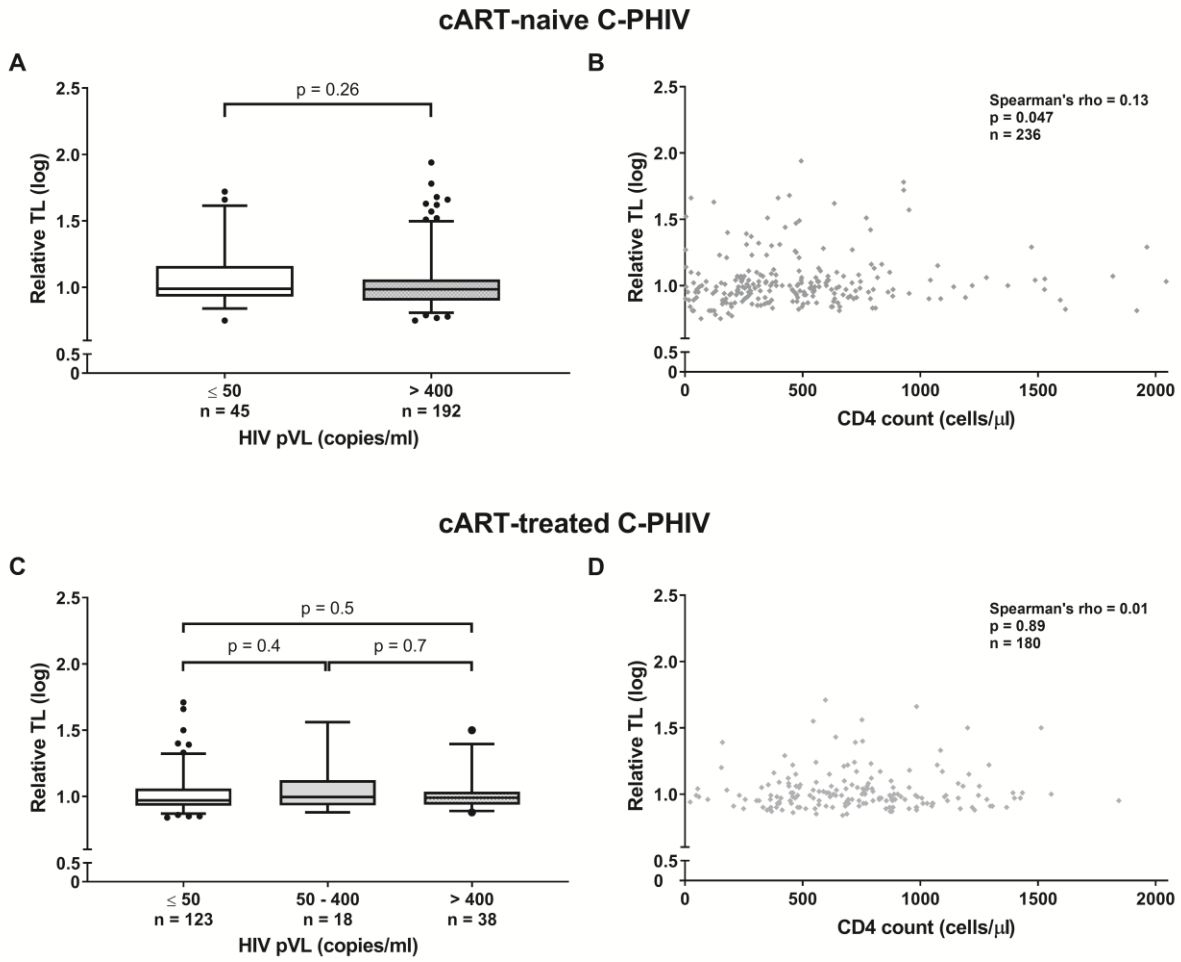 cART-naive C-PHIV
A
Relative TL (log)
2.5
2.0
1.5
1.0
0.5
0
p = 0.26
≤ 50
n = 45
> 400
n = 192
HIV pVL (copies/ml)
B
Relative TL (log)
2.5
2.0
1.5
1.0
0.5
0
Spearman's rho = 0.13
p = 0.047
n = 236
0 500 1000 1500 2000
CD4 count (cells/µl)
cART-treated C-PHIV
C
Relative TL (log)
2.5
2.0
1.5
1.0
0.5
0
p = 0.5
p = 0.4 p = 0.7
≤ 50
n = 123
50 - 400
n = 18
> 400
n = 38
HIV pVL (copies/ml)
D
Relative TL (log)
2.5
2.0
1.5
1.0
0.5
0
Spearman's rho = 0.01
p = 0.89
n = 180
0 500 1000 1500 2000
CD4 count (cells/µl)